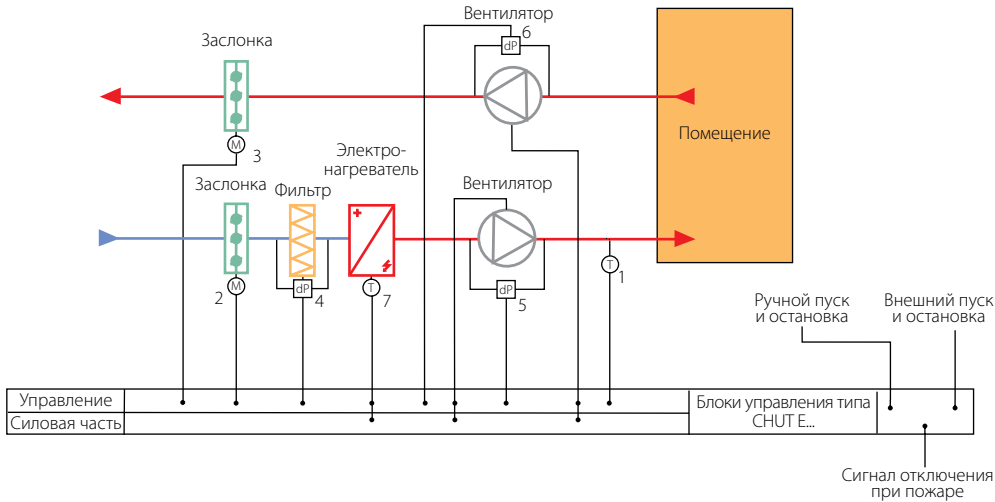 Вентилятор
6
dP
Заслонка
Помещение
M
3
Электро-
нагреватель
Заслонка
Фильтр
Вентилятор
M
2
dP
4
T
7
dP
5
T
1
Ручной пуск
и остановка
Внешний пуск
и остановка
Управление
Силовая часть
Блоки управления типа
CHUT E...
Сигнал отключения
при пожаре